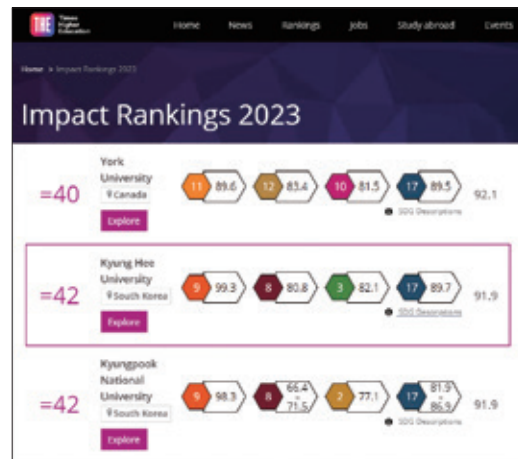 THE Times Higher Education
Home News Rankings Jobs Study abroad Events
Home > Impact Rankings 2023
Impact Rankings 2023
=40 York University Canada Explore 11 89.6 12 83.4 10 81.5 17 89.5 SDG Descriptions 92.1
=42 Kyung Hee University South Korea Explore 9 99.3 8 80.8 3 82.1 17 89.7 SDG Descriptions 91.9
=42 Kyungpook National University South Korea Explore 9 98.3 8 66.4 - 71.5 2 77.1 17 81.9 - 86.9 SDG Descriptions 91.9